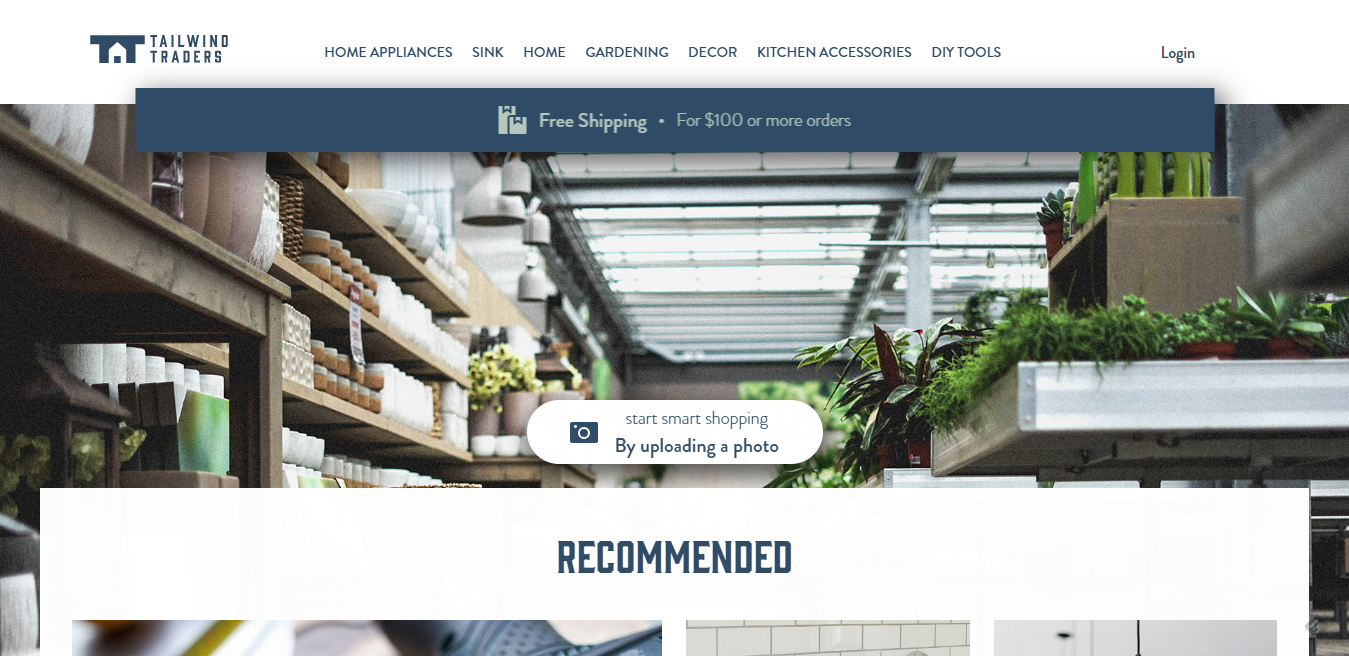 TAILWIND
TRADERS
HOME APPLIANCES SINK HOME GARDENING DECOR KITCHEN ACCESSORIES DIY TOOLS
Login
Free Shipping • For $100 or more orders
start smart shopping
By uploading a photo
RECOMMENDED